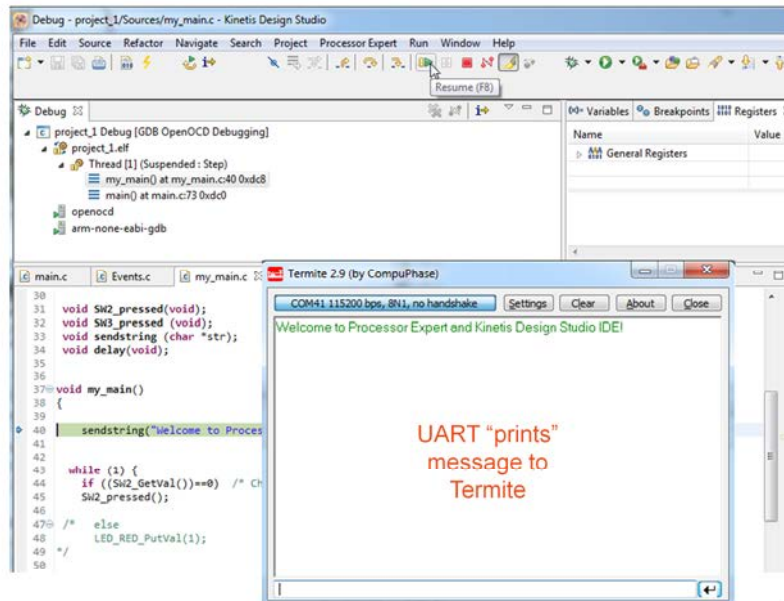 Debug - project_1/Sources/my_main.c - Kinetis Design Studio
File Edit Source Refactor Navigate Search Project Processor Expert Run Window Help
Resume (F8)
Debug
project_1 Debug [GDB OpenOCD Debugging]
project_1.elf
Thread [1] (Suspended : Step)
my_main() at my_main.c:40 0xdc8
main() at main.c:73 0xdc0
openocd
arm-none-eabi-gdb
(x)= Variables Breakpoints Registers
Name Value
General Registers
main.c Events.c my_main.c
30
31 void SW2_pressed(void);
32 void SW3_pressed (void);
33 void sendstring (char *str);
34 void delay(void);
35
36
37 void my_main()
38 {
39
40 sendstring("Welcome to Proces
41
42
43 while (1) {
44 if ((SW2_GetVal())==0) /* Ch
45 SW2_pressed();
46
47 /* else
48 LED_RED_PutVal(1);
49 */
50
Termite 2.9 (by CompuPhase)
COM41 115200 bps, 8N1, no handshake Settings Clear About Close
Welcome to Processor Expert and Kinetis Design Studio IDE!
UART “prints”
message to
Termite